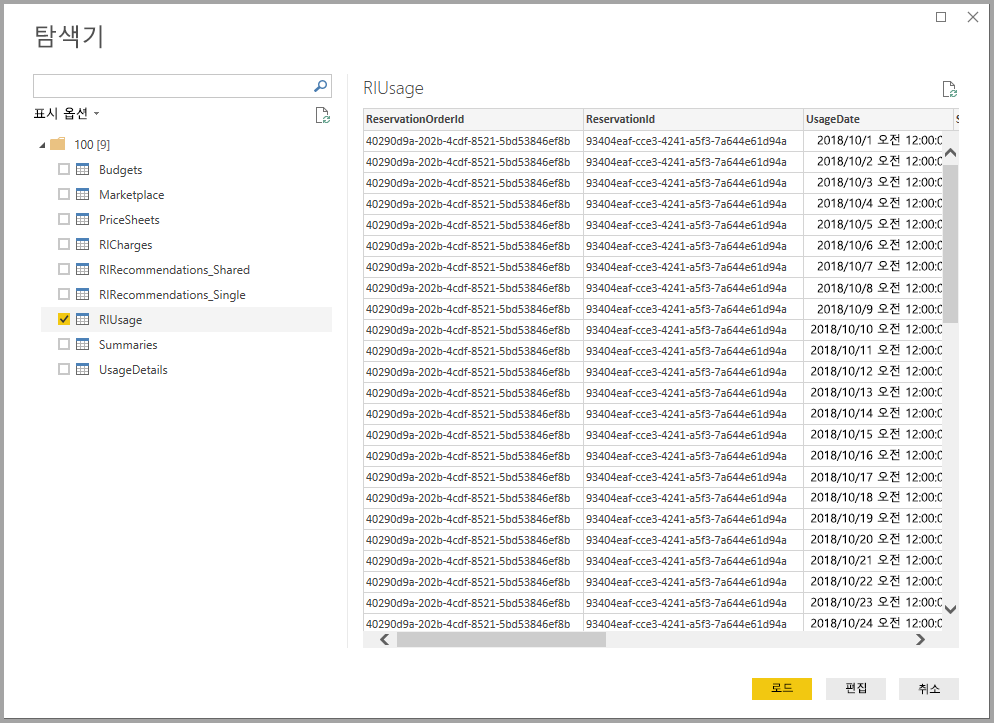 탐색기
표시 옵션
100 [9]
Budgets
Marketplace
PriceSheets
RICharges
RIRecommendations_Shared
RIRecommendations_Single
RIUsage
Summaries
UsageDetails
RIUsage
ReservationOrderId ReservationId UsageDate S
40290d9a-202b-4cdf-8521-5bd53846ef8b 93404eaf-cce3-4241-a5f3-7a644e61d94a 2018/10/1 오전 12:00:0
40290d9a-202b-4cdf-8521-5bd53846ef8b 93404eaf-cce3-4241-a5f3-7a644e61d94a 2018/10/2 오전 12:00:0
40290d9a-202b-4cdf-8521-5bd53846ef8b 93404eaf-cce3-4241-a5f3-7a644e61d94a 2018/10/3 오전 12:00:0
40290d9a-202b-4cdf-8521-5bd53846ef8b 93404eaf-cce3-4241-a5f3-7a644e61d94a 2018/10/4 오전 12:00:0
40290d9a-202b-4cdf-8521-5bd53846ef8b 93404eaf-cce3-4241-a5f3-7a644e61d94a 2018/10/5 오전 12:00:0
40290d9a-202b-4cdf-8521-5bd53846ef8b 93404eaf-cce3-4241-a5f3-7a644e61d94a 2018/10/6 오전 12:00:0
40290d9a-202b-4cdf-8521-5bd53846ef8b 93404eaf-cce3-4241-a5f3-7a644e61d94a 2018/10/7 오전 12:00:0
40290d9a-202b-4cdf-8521-5bd53846ef8b 93404eaf-cce3-4241-a5f3-7a644e61d94a 2018/10/8 오전 12:00:0
40290d9a-202b-4cdf-8521-5bd53846ef8b 93404eaf-cce3-4241-a5f3-7a644e61d94a 2018/10/9 오전 12:00:0
40290d9a-202b-4cdf-8521-5bd53846ef8b 93404eaf-cce3-4241-a5f3-7a644e61d94a 2018/10/10 오전 12:00:0
40290d9a-202b-4cdf-8521-5bd53846ef8b 93404eaf-cce3-4241-a5f3-7a644e61d94a 2018/10/11 오전 12:00:0
40290d9a-202b-4cdf-8521-5bd53846ef8b 93404eaf-cce3-4241-a5f3-7a644e61d94a 2018/10/12 오전 12:00:0
40290d9a-202b-4cdf-8521-5bd53846ef8b 93404eaf-cce3-4241-a5f3-7a644e61d94a 2018/10/13 오전 12:00:0
40290d9a-202b-4cdf-8521-5bd53846ef8b 93404eaf-cce3-4241-a5f3-7a644e61d94a 2018/10/14 오전 12:00:0
40290d9a-202b-4cdf-8521-5bd53846ef8b 93404eaf-cce3-4241-a5f3-7a644e61d94a 2018/10/15 오전 12:00:0
40290d9a-202b-4cdf-8521-5bd53846ef8b 93404eaf-cce3-4241-a5f3-7a644e61d94a 2018/10/16 오전 12:00:0
40290d9a-202b-4cdf-8521-5bd53846ef8b 93404eaf-cce3-4241-a5f3-7a644e61d94a 2018/10/17 오전 12:00:0
40290d9a-202b-4cdf-8521-5bd53846ef8b 93404eaf-cce3-4241-a5f3-7a644e61d94a 2018/10/18 오전 12:00:0
40290d9a-202b-4cdf-8521-5bd53846ef8b 93404eaf-cce3-4241-a5f3-7a644e61d94a 2018/10/19 오전 12:00:0
40290d9a-202b-4cdf-8521-5bd53846ef8b 93404eaf-cce3-4241-a5f3-7a644e61d94a 2018/10/20 오전 12:00:0
40290d9a-202b-4cdf-8521-5bd53846ef8b 93404eaf-cce3-4241-a5f3-7a644e61d94a 2018/10/21 오전 12:00:0
40290d9a-202b-4cdf-8521-5bd53846ef8b 93404eaf-cce3-4241-a5f3-7a644e61d94a 2018/10/22 오전 12:00:0
40290d9a-202b-4cdf-8521-5bd53846ef8b 93404eaf-cce3-4241-a5f3-7a644e61d94a 2018/10/23 오전 12:00:0
40290d9a-202b-4cdf-8521-5bd53846ef8b 93404eaf-cce3-4241-a5f3-7a644e61d94a 2018/10/24 오전 12:00:0
로드 편집 취소